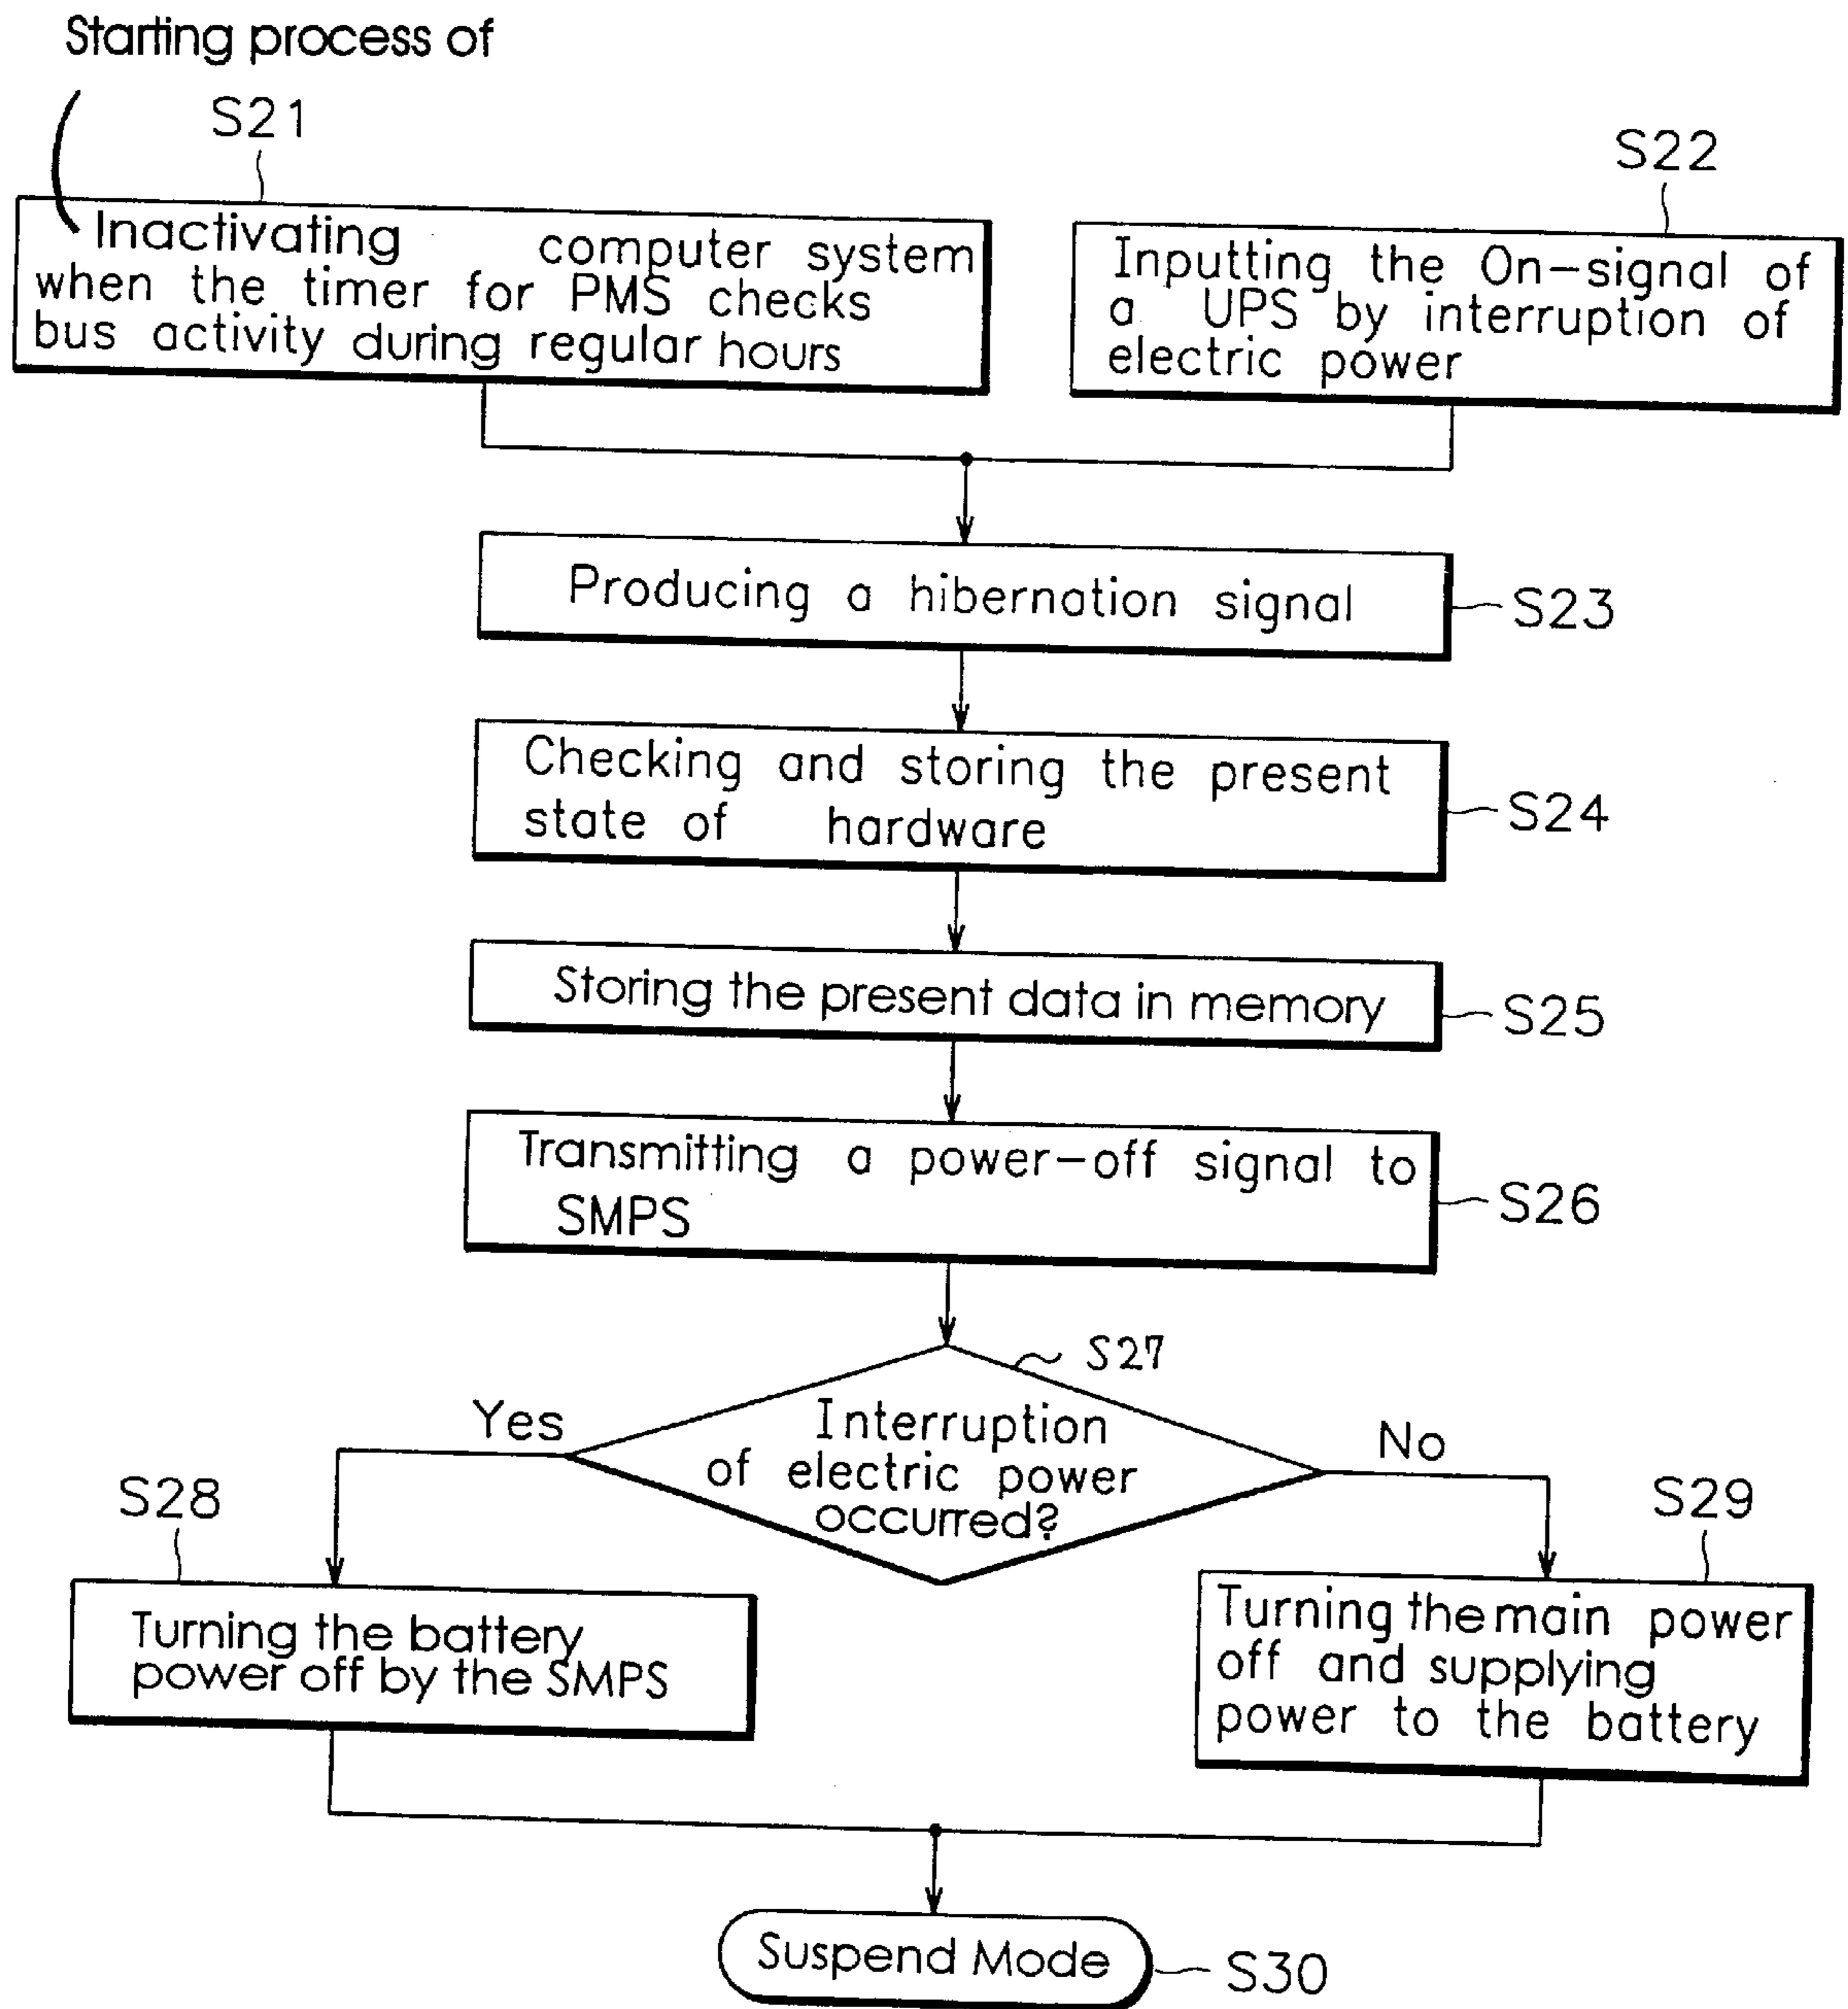 Starting process of
S21
S22
Inactivating computer system
when the timer for PMS checks
bus activity during regular hours
Inputting the On-signal of
a UPS by interruption of
electric power
Producing a hibernation signal
S23
Checking and storing the present
state of hardware
S24
Storing the present data in memory
S25
Transmitting a power-off signal to
SMPS
S26
S27
Interruption
of electric power
occurred?
Yes
No
S28
S29
Turning the battery
power off by the SMPS
Turning the main power
off and supplying
power to the battery
Suspend Mode
S30